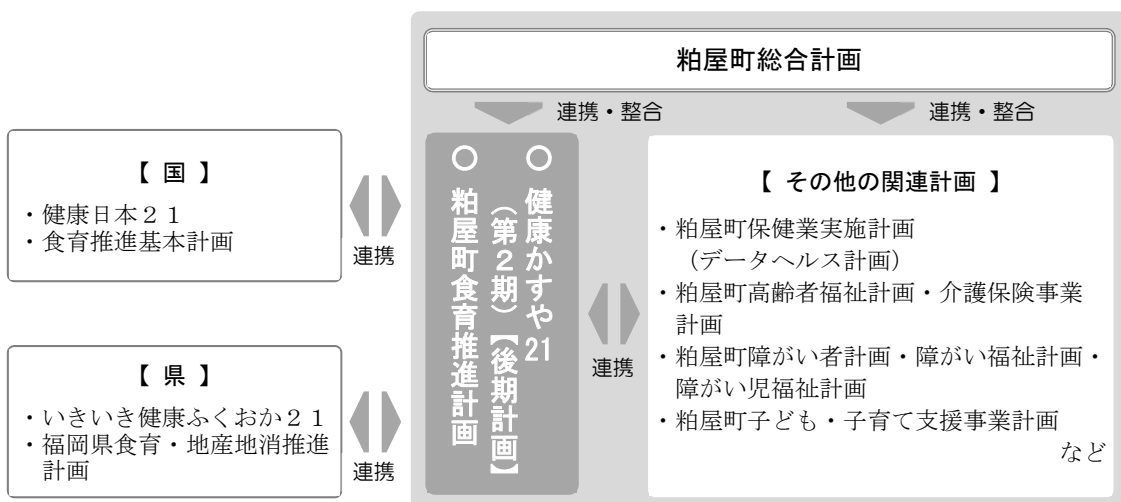 粕屋町総合計画
連携・整合
連携・整合
【 国 】
・健康日本２１
・食育推進基本計画
連携
【 県 】
・いきいき健康ふくおか２１
・福岡県食育・地産地消推進
計画
連携
○ 健康かすや21
（第２期）【後期計画】
○ 粕屋町食育推進計画
連携
【 その他の関連計画 】
・粕屋町保健業実施計画
（データヘルス計画）
・粕屋町高齢者福祉計画・介護保険事業
計画
・粕屋町障がい者計画・障がい福祉計画・
障がい児福祉計画
・粕屋町子ども・子育て支援事業計画
など